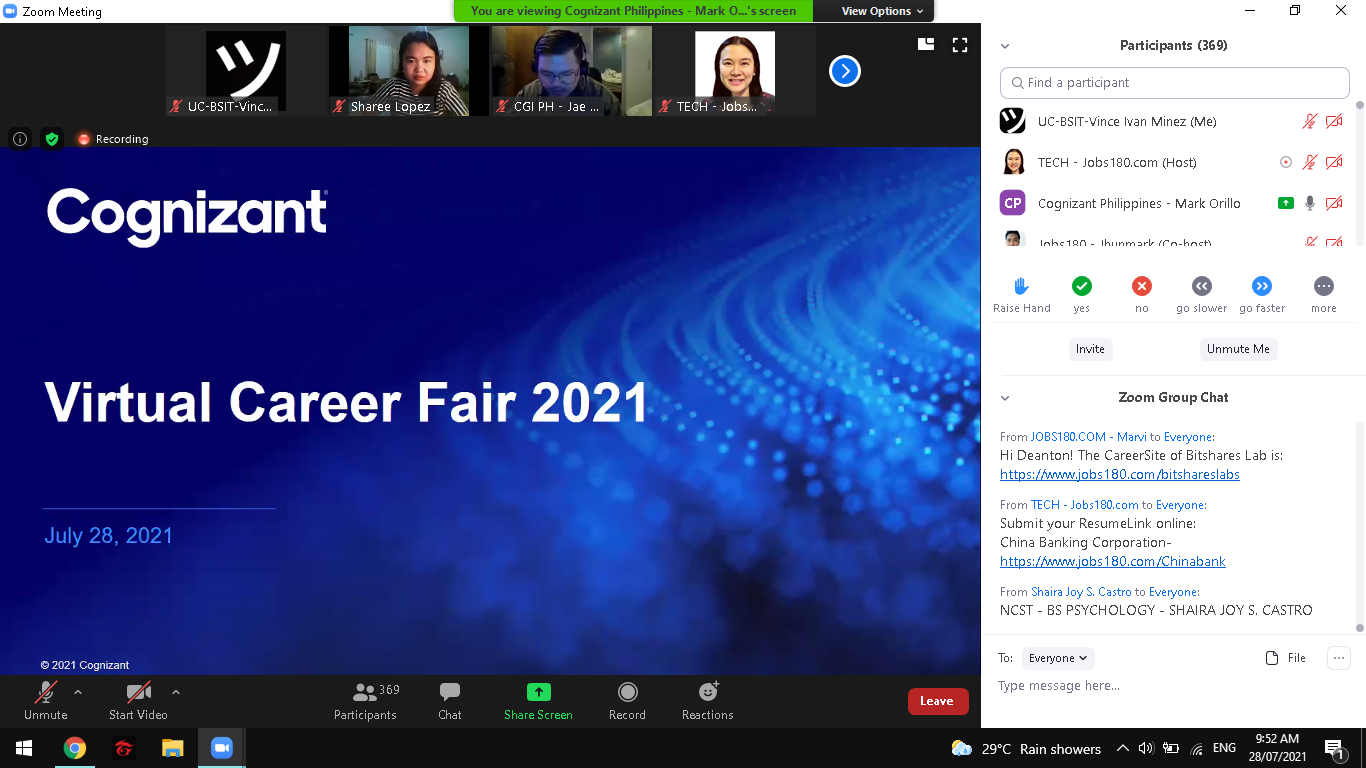 Zoom Meeting
You are viewing Cognizant Philippines - Mark O...'s screen
View Options
UC-BSIT-Vinc...
Sharee Lopez
CGI PH - Jae ...
TECH - Jobs...
Recording
Cognizant
Virtual Career Fair 2021
July 28, 2021
© 2021 Cognizant
Unmute
Start Video
369
Participants
Chat
Share Screen
Record
Reactions
Leave
Participants (369)
Find a participant
UC-BSIT-Vince Ivan Minez (Me)
TECH - Jobs180.com (Host)
CP
Cognizant Philippines - Mark Orillo
Jobs180 - Jhunmark (Co-host)
Raise Hand
yes
no
go slower
go faster
more
Invite
Unmute Me
Zoom Group Chat
From JOBS180.COM - Marvi to Everyone:
Hi Deanton! The CareerSite of Bitshares Lab is:
https://www.jobs180.com/bitshareslabs
From TECH - Jobs180.com to Everyone:
Submit your ResumeLink online:
China Banking Corporation-
https://www.jobs180.com/Chinabank
From Shaira Joy S. Castro to Everyone:
NCST - BS PSYCHOLOGY - SHAIRA JOY S. CASTRO
To: Everyone
File
Type message here...
29°C Rain showers
ENG
9:52 AM
28/07/2021
1